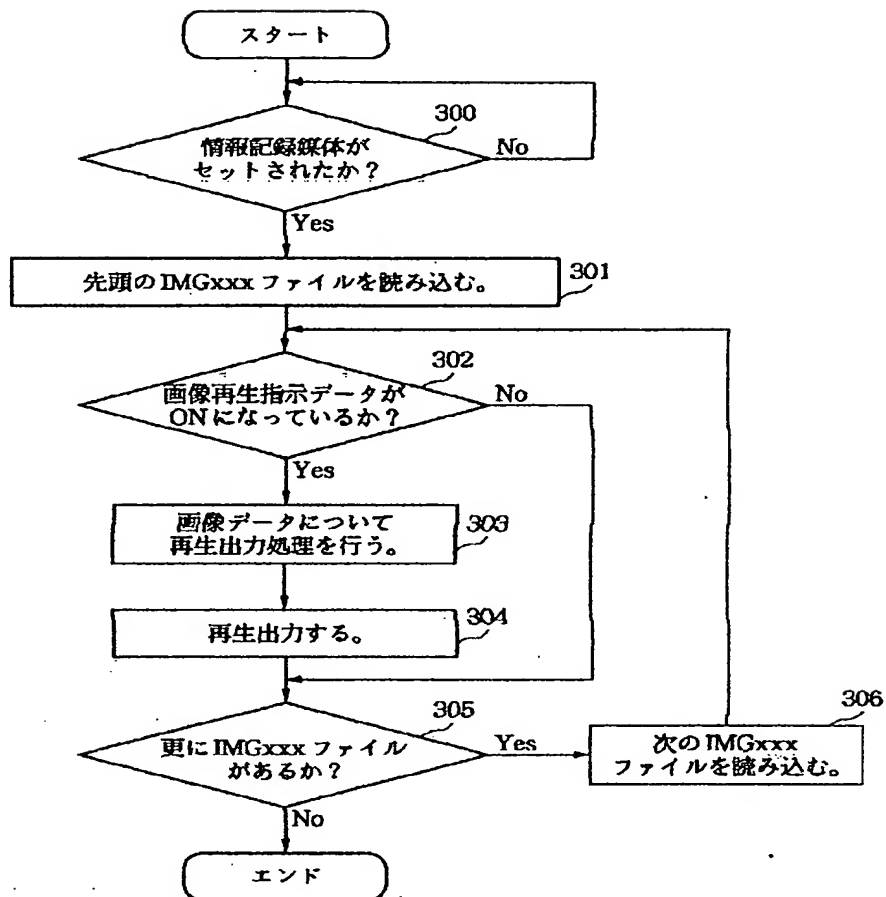 スタート
300
情報記録媒体が
セットされたか？
No
Yes
先頭のIMGxxxファイルを読み込む。
301
302
画像再生指示データが
ONになっているか？
No
Yes
画像データについて
再生出力処理を行う。
303
再生出力する。
304
305
更にIMGxxxファイル
があるか？
Yes
306
次のIMGxxx
ファイルを読み込む。
No
エンド